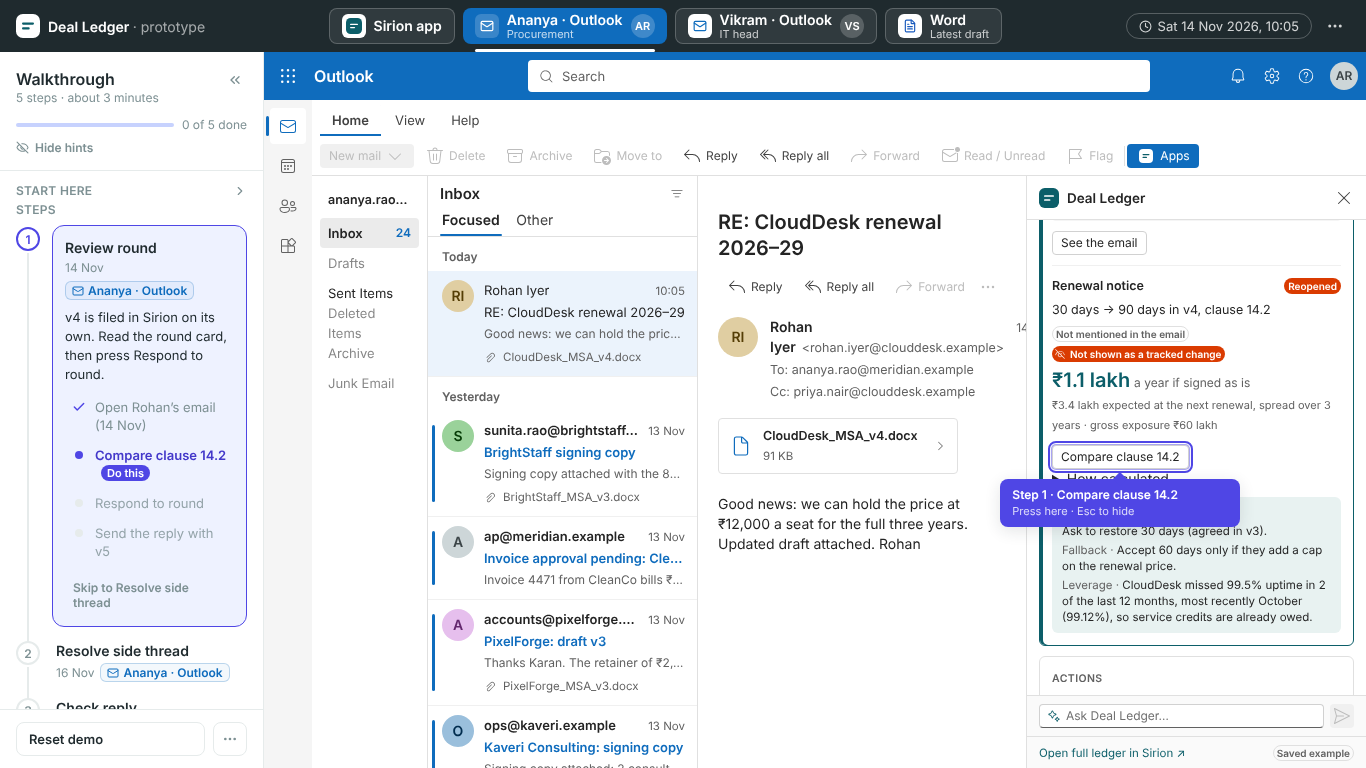 Deal Ledger · prototype
Sirion app
Ananya · Outlook
Procurement
AR
Vikram · Outlook
IT head
VS
Word
Latest draft
Sat 14 Nov 2026, 10:05
Walkthrough
5 steps · about 3 minutes
0 of 5 done
Hide hints
START HERE
STEPS
1
Review round
14 Nov
Ananya · Outlook
v4 is filed in Sirion on its
own. Read the round card,
then press Respond to
round.
Open Rohan's email
(14 Nov)
Compare clause 14.2
Do this
Respond to round
Send the reply with
v5
Skip to Resolve side
thread
2
Resolve side thread
16 Nov
Ananya · Outlook
Check reply
Reset demo
Outlook
Search
AR
Home
View
Help
New mail
Delete
Archive
Move to
Reply
Reply all
Forward
Read / Unread
Flag
Apps
ananya.rao...
Inbox
24
Drafts
Sent Items
Deleted
Items
Archive
Junk Email
Inbox
Focused
Other
Today
RI
Rohan Iyer
10:05
RE: CloudDesk renewal 2026–29
Good news: we can hold the pric...
CloudDesk_MSA_v4.docx
Yesterday
S
sunita.rao@brightstaff...
13 Nov
BrightStaff signing copy
Signing copy attached with the 8...
BrightStaff_MSA_v3.docx
A
ap@meridian.example
13 Nov
Invoice approval pending: Cle...
Invoice 4471 from CleanCo bills ₹...
A
accounts@pixelforge....
13 Nov
PixelForge: draft v3
Thanks Karan. The retainer of ₹2,...
PixelForge_MSA_v3.docx
O
ops@kaveri.example
13 Nov
Kaveri Consulting: signing copy
RE: CloudDesk renewal
2026–29
Reply
Reply all
Forward
RI
Rohan
Iyer <rohan.iyer@clouddesk.example>
14
To: ananya.rao@meridian.example
Cc: priya.nair@clouddesk.example
CloudDesk_MSA_v4.docx
91 KB
Good news: we can hold the price at
₹12,000 a seat for the full three years.
Updated draft attached. Rohan
Deal Ledger
See the email
Renewal notice
Reopened
30 days → 90 days in v4, clause 14.2
Not mentioned in the email
Not shown as a tracked change
₹1.1 lakh a year if signed as is
₹3.4 lakh expected at the next renewal, spread over 3
years · gross exposure ₹60 lakh
Compare clause 14.2
Step 1 · Compare clause 14.2
Press here · Esc to hide
Ask to restore 30 days (agreed in v3).
Fallback · Accept 60 days only if they add a cap
on the renewal price.
Leverage · CloudDesk missed 99.5% uptime in 2
of the last 12 months, most recently October
(99.12%), so service credits are already owed.
ACTIONS
Ask Deal Ledger...
Open full ledger in Sirion ↗
Saved example